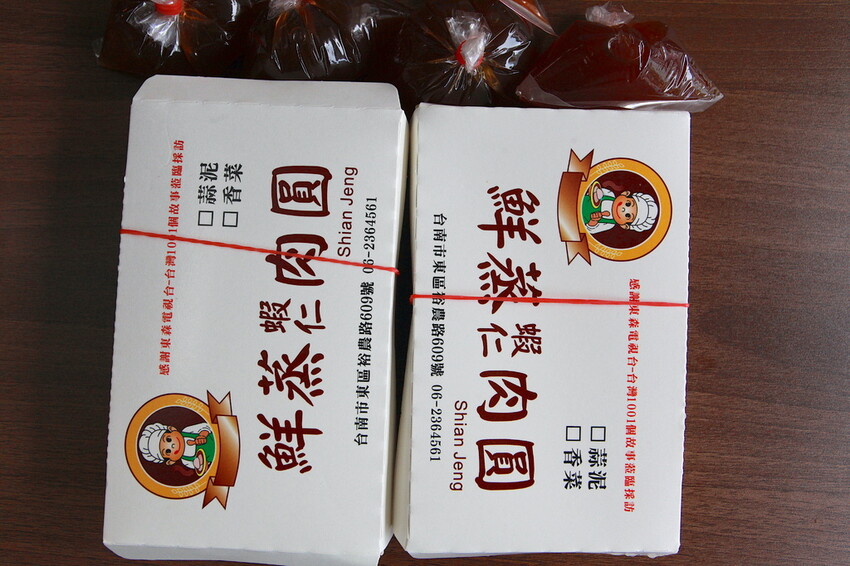 感謝東森電視台-台灣1001個故事蒞臨採訪
□蒜泥
□香菜
鮮蒸蝦仁肉圓
Shian Jeng
台南市東區裕農路609號 06-2364561
感謝東森電視台-台灣1001個故事蒞臨採訪
□蒜泥
□香菜
鮮蒸蝦仁肉圓
Shian Jeng
台南市東區裕農路609號 06-2364561